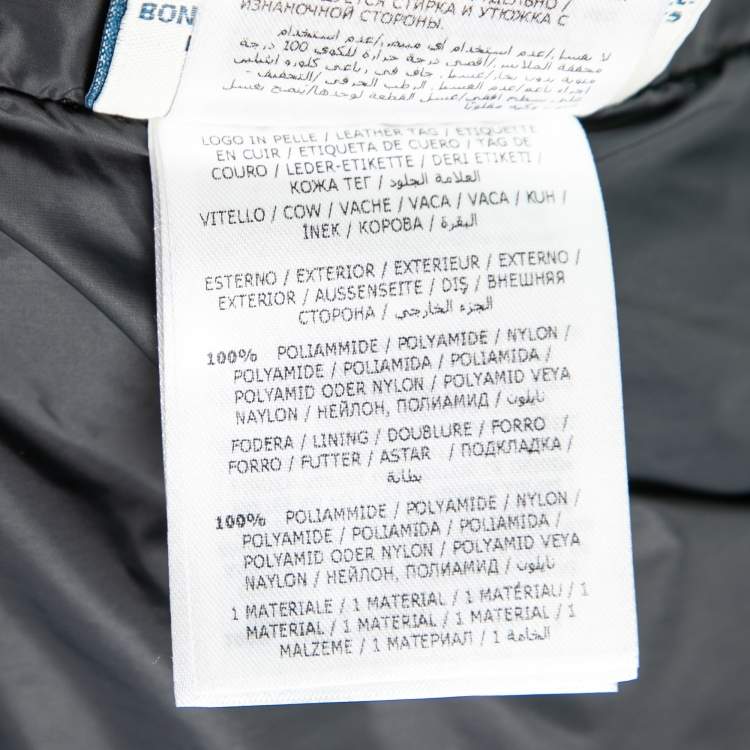 BON
ИЗНАНОЧНОЙ СТОРОНЫ.
СТИРКА И УТЮЖКА С
LOGO IN PELLE / LEATHER TAG / ETIQUETTE
EN CUIR / ETIQUETA DE CUERO / TAG DE
COURO / LEDER-ETIKETTE / DERI ETIKETI /
КОЖА ТЕГ / العلامة الجلود
VITELLO / COW / VACHE / VACA / VACA / KUH /
İNEK / КОРОВА / البقرة
ESTERNO / EXTERIOR / EXTERIEUR / EXTERNO /
EXTERIOR / AUSSENSEITE / DIŞ / ВНЕШНЯЯ
СТОРОНА / الجزء الخارجي
100% POLIAMMIDE / POLYAMIDE / NYLON /
POLYAMIDE / POLIAMIDA / POLIAMIDA /
POLYAMID ODER NYLON / POLYAMID VEYA
NAYLON / НЕЙЛОН, ПОЛИАМИД / نايلون
FODERA / LINING / DOUBLURE / FORRO /
FORRO / FUTTER / ASTAR / ПОДКЛАДКА /
بطانة
100% POLIAMMIDE / POLYAMIDE / NYLON /
POLYAMIDE / POLIAMIDA / POLIAMIDA /
POLYAMID ODER NYLON / POLYAMID VEYA
NAYLON / НЕЙЛОН, ПОЛИАМИД / نايلون
1 MATERIALE / 1 MATERIAL / 1 MATÉRIAU / 1
MATERIAL / 1 MATERIAL / 1 MATERIAL / 1
MALZEME / 1 МАТЕРИАЛ / 1 الخامة